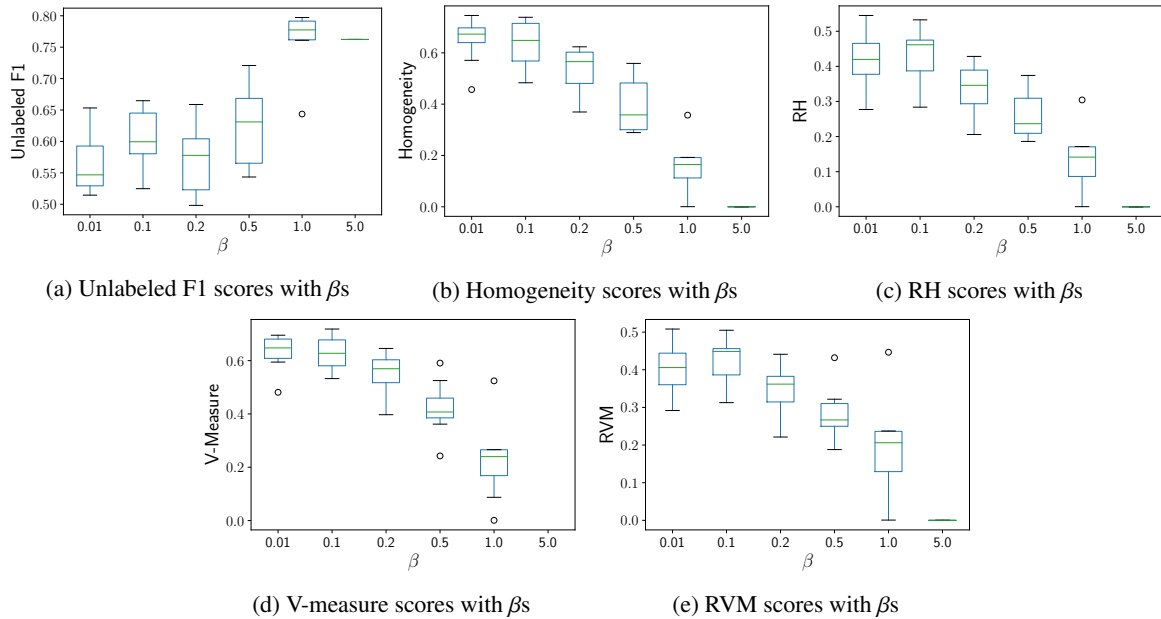 0.80
0.75
0.70
0.65
0.60
0.55
0.50
Unlabeled F1
0.01 0.1 0.2 0.5 1.0 5.0
β
(a) Unlabeled F1 scores with βs
0.6
0.4
0.2
0.0
Homogeneity
0.01 0.1 0.2 0.5 1.0 5.0
β
(b) Homogeneity scores with βs
0.5
0.4
0.3
0.2
0.1
0.0
RH
0.01 0.1 0.2 0.5 1.0 5.0
β
(c) RH scores with βs
0.6
0.4
0.2
0.0
V-Measure
0.01 0.1 0.2 0.5 1.0 5.0
β
(d) V-measure scores with βs
0.5
0.4
0.3
0.2
0.1
0.0
RVM
0.01 0.1 0.2 0.5 1.0 5.0
β
(e) RVM scores with βs